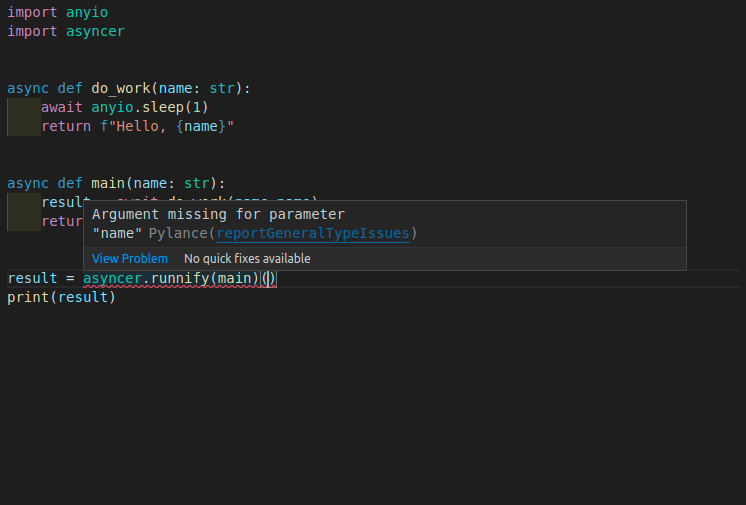 import anyio
import asyncer
async def do_work(name: str):
await anyio.sleep(1)
return f"Hello, {name}"
async def main(name: str):
result
retur
Argument missing for parameter
"name" Pylance(reportGeneralTypeIssues)
View Problem No quick fixes available
result = asyncer.runnify(main)()
print(result)